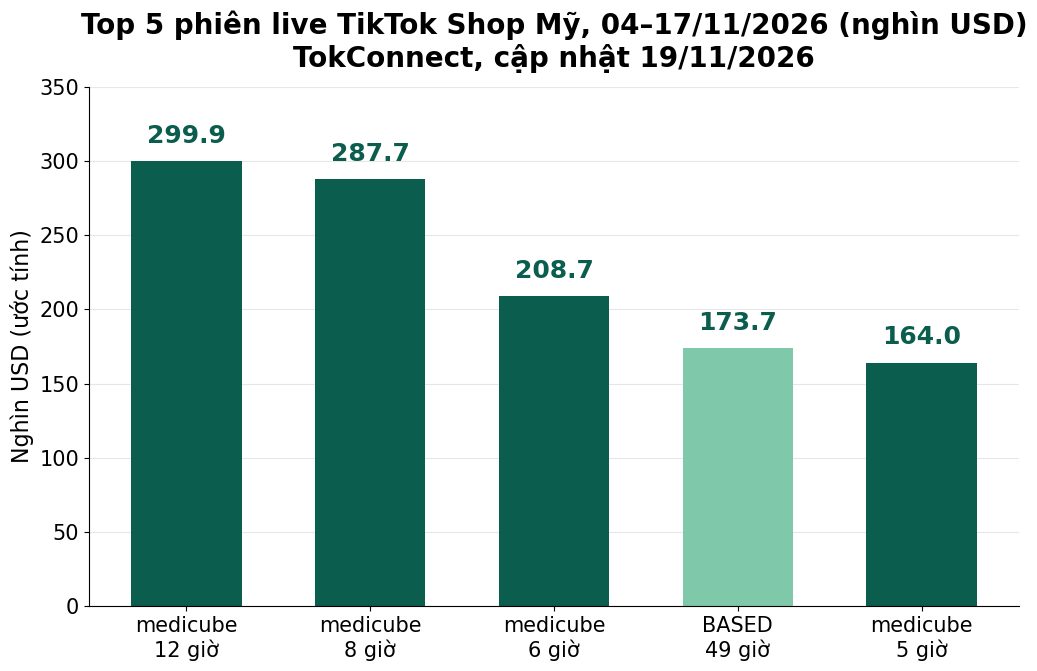 Top 5 phiên live TikTok Shop Mỹ, 04–17/11/2026 (nghìn USD)
TokConnect, cập nhật 19/11/2026
Nghìn USD (ước tính)
350
300
250
200
150
100
50
0
299.9
287.7
208.7
173.7
164.0
medicube
12 giờ
medicube
8 giờ
medicube
6 giờ
BASED
49 giờ
medicube
5 giờ